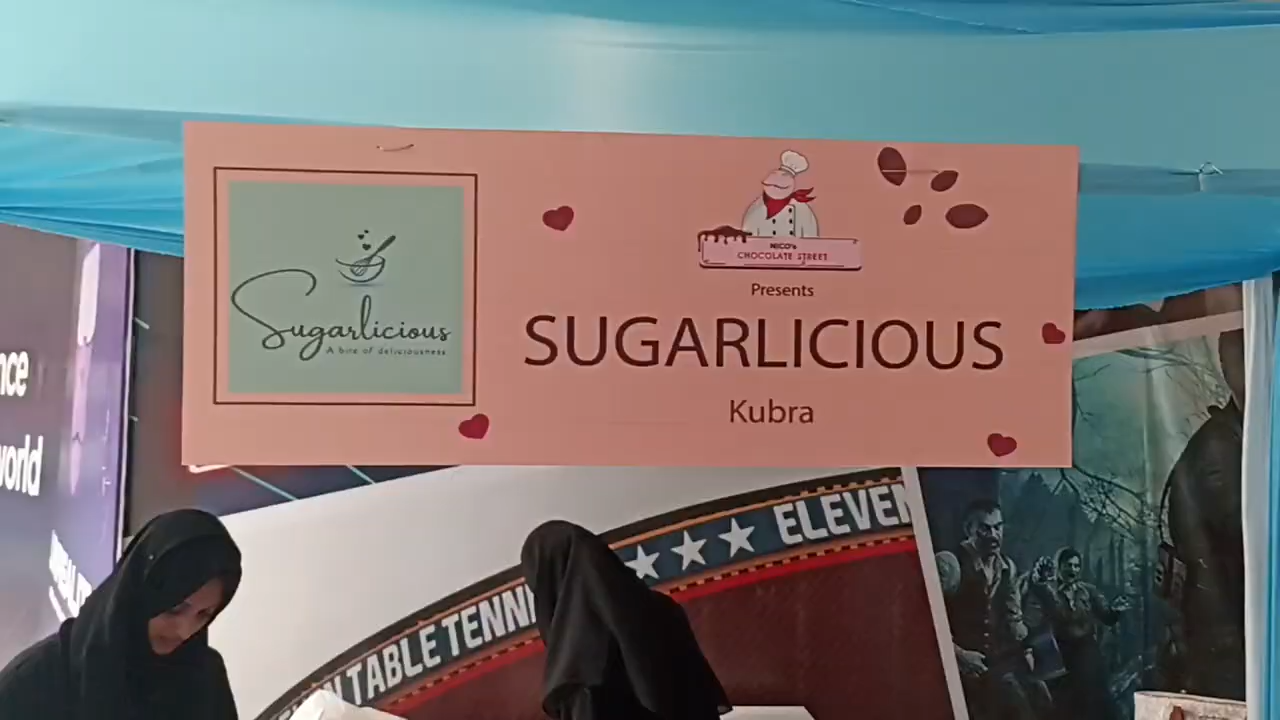 NICO's
CHOCOLATE STREET
Presents
SUGARLICIOUS
Kubra
Sugarlicious
A bite of deliciousness
TABLE TENNI
ELEVEN
nce
world